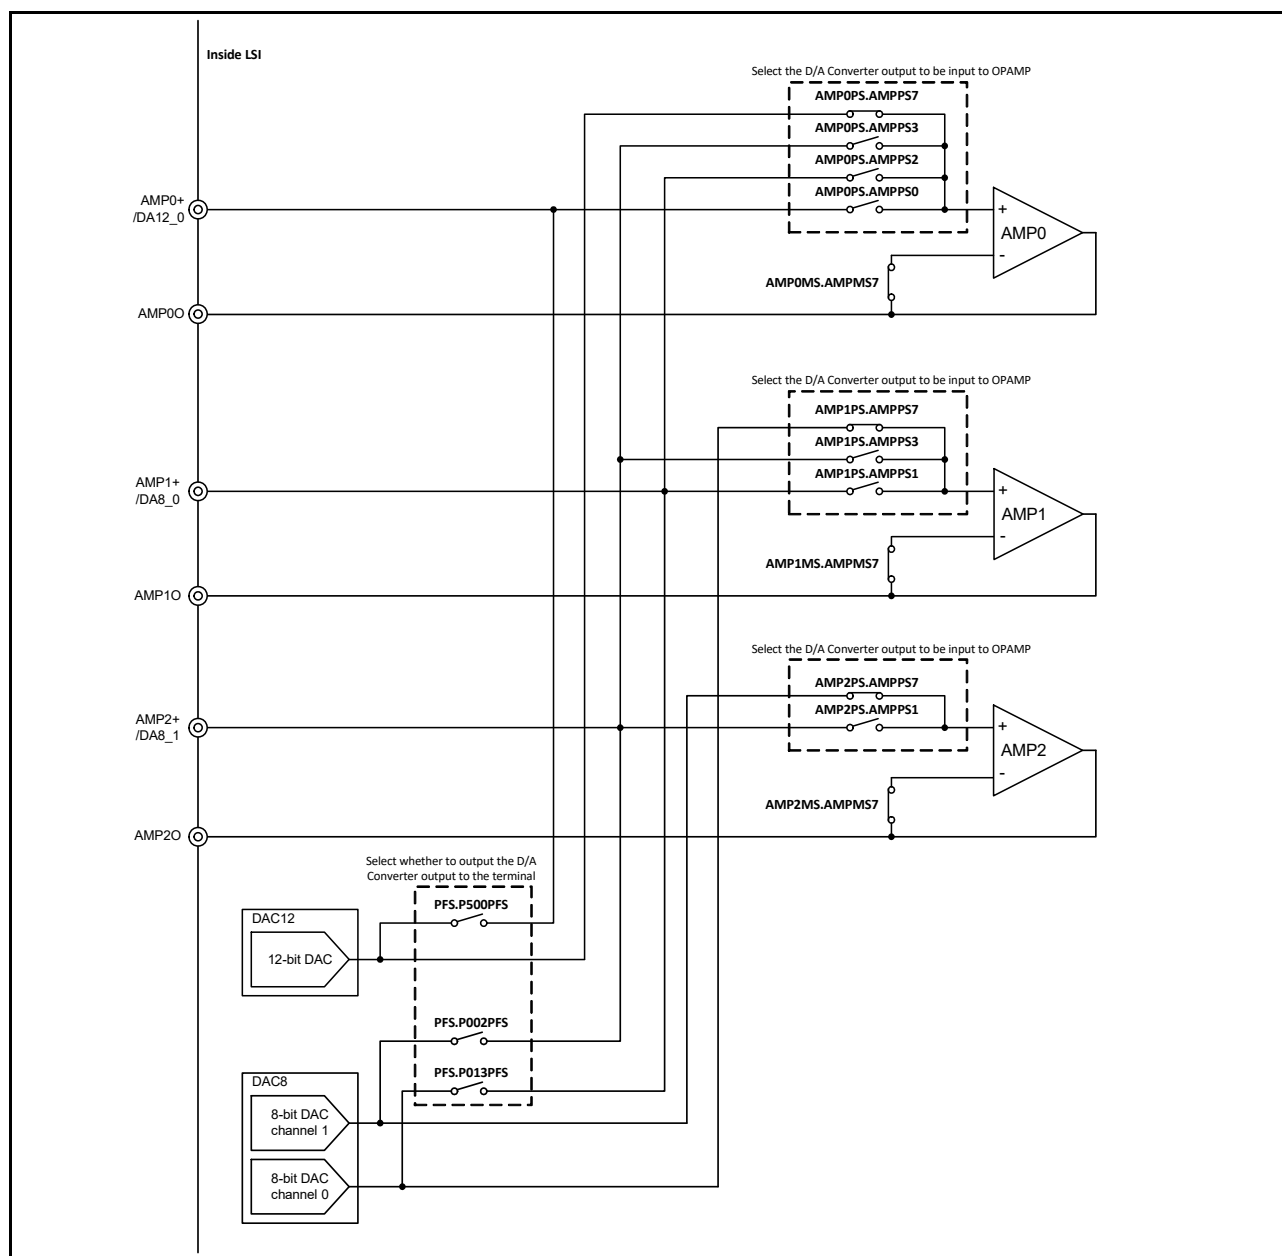 Inside LSI
Select the D/A Converter output to be input to OPAMP
AMP0PS.AMPPS7
AMP0PS.AMPPS3
AMP0PS.AMPPS2
AMP0PS.AMPPS0
AMP0+
/DA12_0
+
AMP0
-
AMP0MS.AMPMS7
AMP0O
Select the D/A Converter output to be input to OPAMP
AMP1PS.AMPPS7
AMP1PS.AMPPS3
AMP1PS.AMPPS1
AMP1+
/DA8_0
+
AMP1
-
AMP1MS.AMPMS7
AMP1O
Select the D/A Converter output to be input to OPAMP
AMP2PS.AMPPS7
AMP2PS.AMPPS1
AMP2+
/DA8_1
+
AMP2
-
AMP2MS.AMPMS7
AMP2O
Select whether to output the D/A
Converter output to the terminal
PFS.P500PFS
DAC12
12-bit DAC
PFS.P002PFS
PFS.P013PFS
DAC8
8-bit DAC
channel 1
8-bit DAC
channel 0